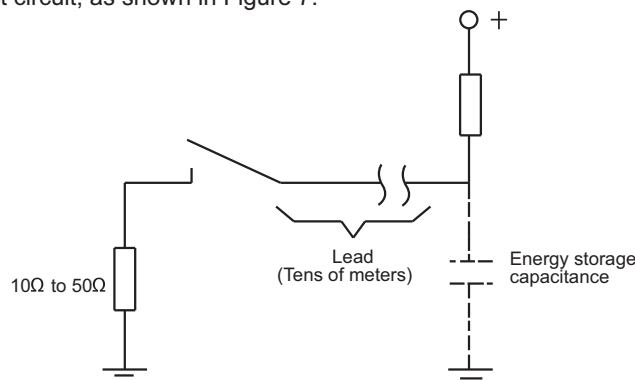 t circuit, as shown in Figure 7.
+
Lead
(Tens of meters)
Energy storage
capacitance
10Ω to 50Ω